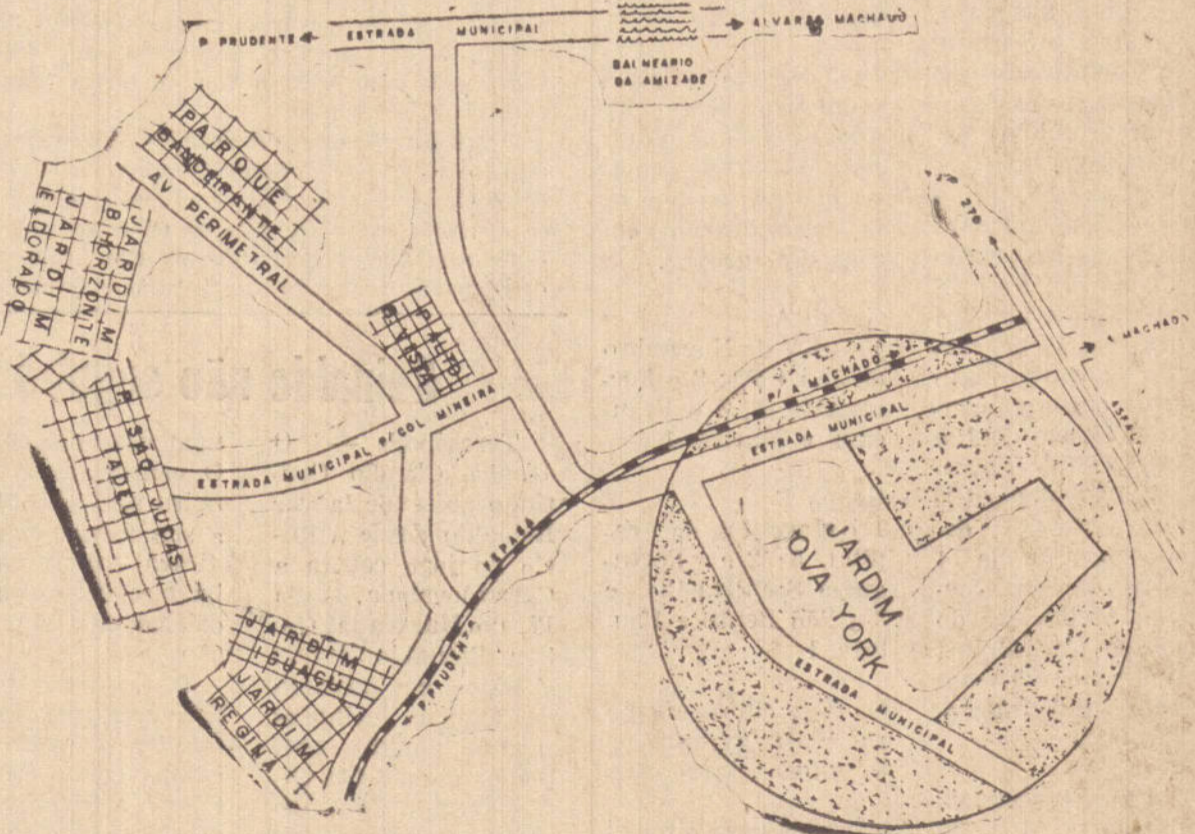 P. PRUDENTE
ESTRADA MUNICIPAL
ALVARES MACHADO
BALNEARIO
DA AMIZADE
PARQUE
BANDEIRANTE
AV PERIMETRAL
JARDIM
B. HORIZONTE
JARDIM
ELDORADO
P. ALTO
B. VISTA
ESTRADA MUNICIPAL P/ COL MINEIRA
P. SÃO JUDAS
TADEU
JARDIM
IGUAÇU
JARDIM
REGINA
P. PRUDENTE
FEPASA
P/ A MACHADO
ESTRADA MUNICIPAL
270
MACHADO
JARDIM
OVA YORK
ESTRADA MUNICIPAL